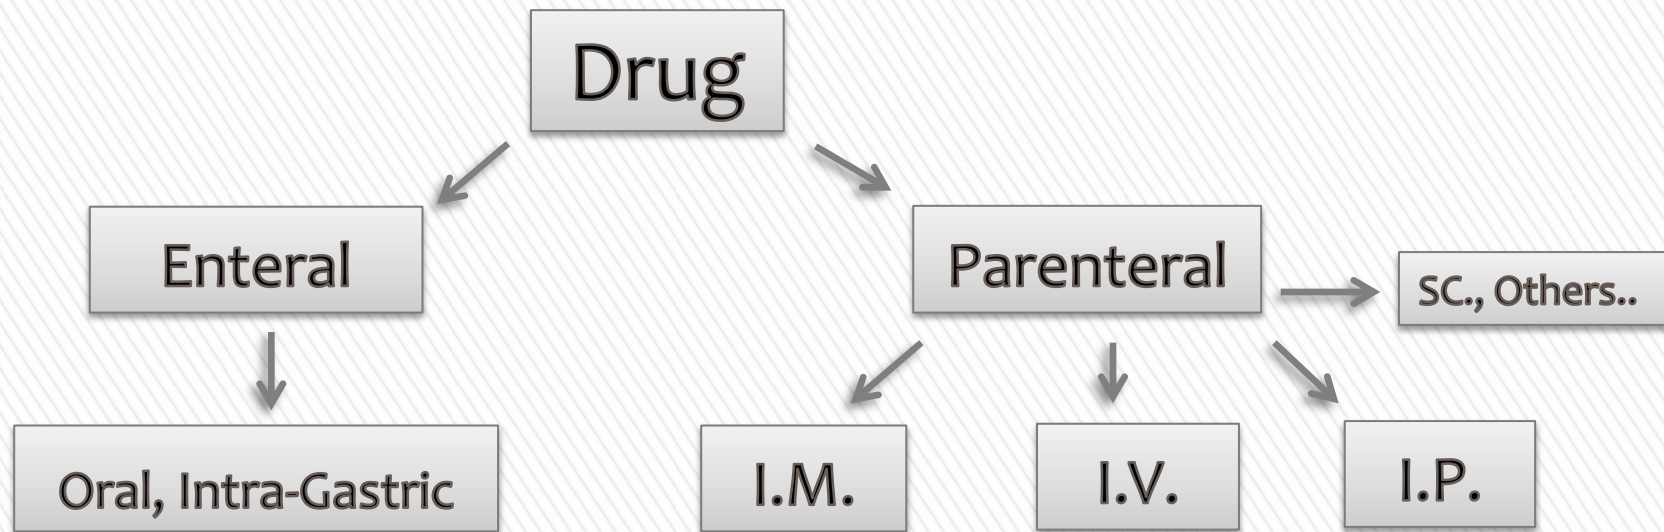 Drug
Enteral
Parenteral
SC., Others..
Oral, Intra-Gastric
I.M.
I.V.
I.P.